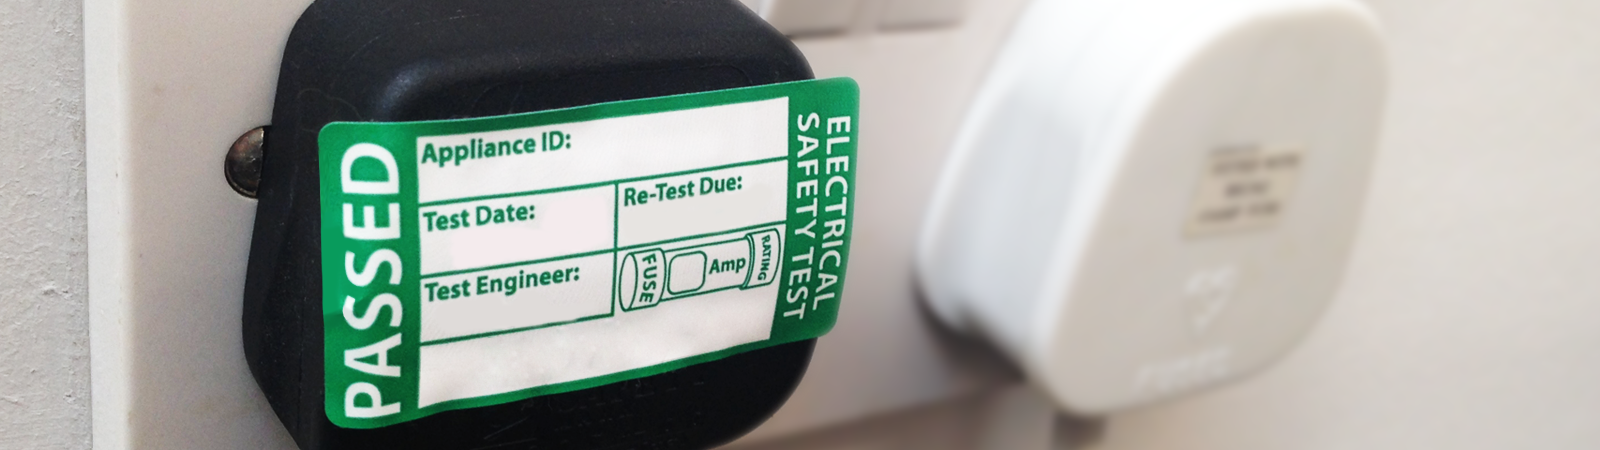 PASSED
Appliance ID:
Test Date:
Re-Test Due:
Test Engineer:
FUSE
Amp
RATING
ELECTRICAL
SAFETY TEST